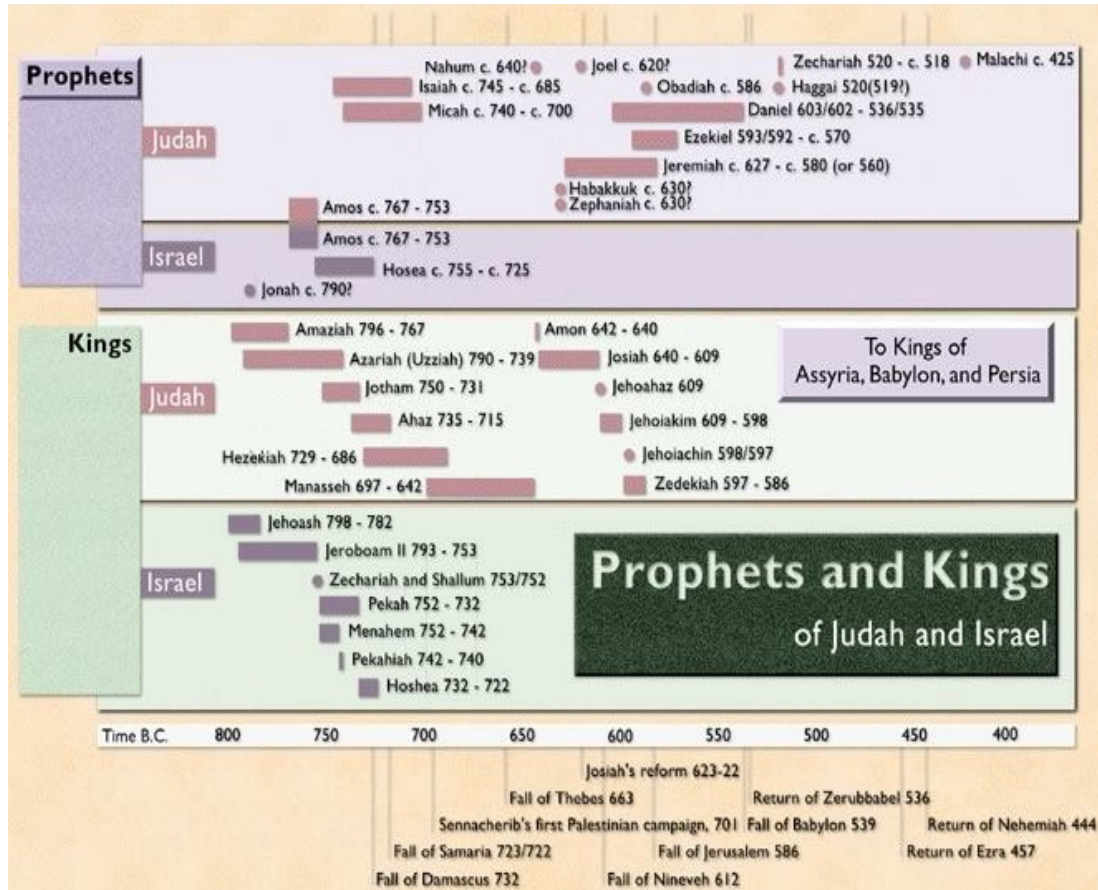 Prophets
Judah
Nahum c. 640?
Joel c. 620?
Zechariah 520 - c. 518
Malachi c. 425
Isaiah c. 745 - c. 685
Obadiah c. 586
Haggai 520(519?)
Micah c. 740 - c. 700
Daniel 603/602 - 536/535
Ezekiel 593/592 - c. 570
Jeremiah c. 627 - c. 580 (or 560)
Habakkuk c. 630?
Zephaniah c. 630?
Amos c. 767 - 753
Israel
Amos c. 767 - 753
Hosea c. 755 - c. 725
Jonah c. 790?
Kings
Judah
Amaziah 796 - 767
Amon 642 - 640
Azariah (Uzziah) 790 - 739
Josiah 640 - 609
Jotham 750 - 731
Jehoahaz 609
Ahaz 735 - 715
Jehoiakim 609 - 598
Hezekiah 729 - 686
Jehoiachin 598/597
Manasseh 697 - 642
Zedekiah 597 - 586
To Kings of
Assyria, Babylon, and Persia
Israel
Jehoash 798 - 782
Jeroboam II 793 - 753
Zechariah and Shallum 753/752
Pekah 752 - 732
Menahem 752 - 742
Pekahiah 742 - 740
Hoshea 732 - 722
Prophets and Kings
of Judah and Israel
Time B.C. 800 750 700 650 600 550 500 450 400
Josiah's reform 623-22
Fall of Thebes 663
Return of Zerubbabel 536
Sennacherib's first Palestinian campaign, 701
Fall of Babylon 539
Return of Nehemiah 444
Fall of Samaria 723/722
Fall of Jerusalem 586
Return of Ezra 457
Fall of Damascus 732
Fall of Nineveh 612